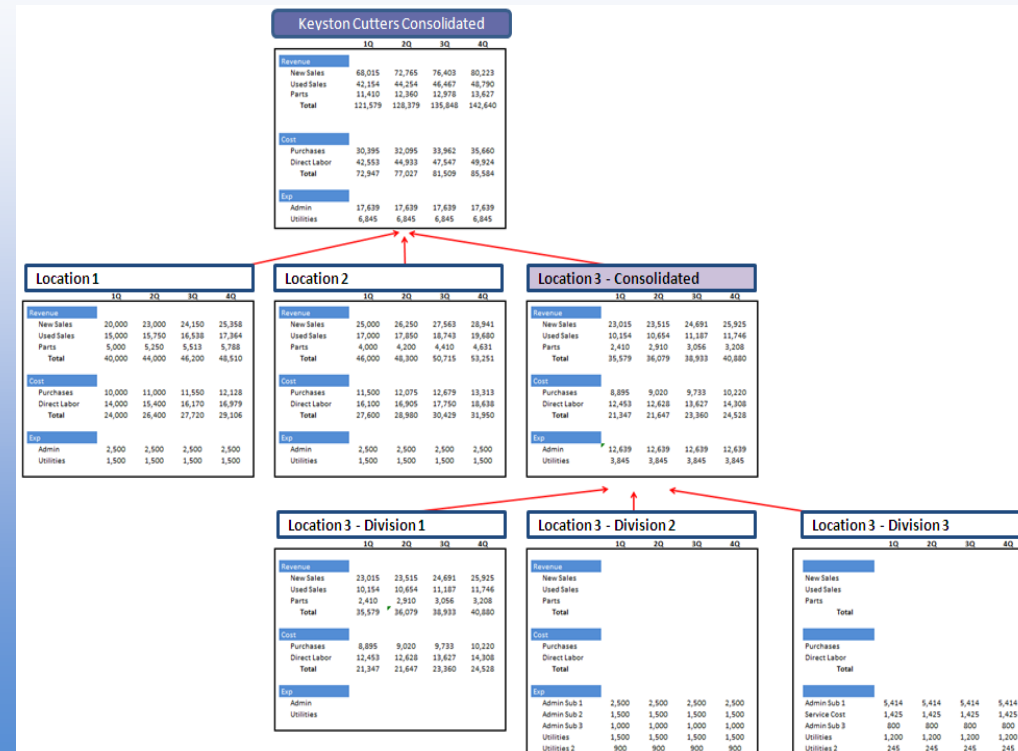 Keyston Cutters Consolidated
1Q 2Q 3Q 4Q
Revenue
New Sales 68,015 72,765 76,403 80,223
Used Sales 42,154 44,254 46,467 48,790
Parts 11,410 12,360 12,978 13,627
Total 121,579 128,379 135,848 142,640
Cost
Purchases 30,395 32,095 33,962 35,660
Direct Labor 42,553 44,933 47,547 49,924
Total 72,947 77,027 81,509 85,584
Exp
Admin 17,639 17,639 17,639 17,639
Utilities 6,845 6,845 6,845 6,845
Location 1
1Q 2Q 3Q 4Q
Revenue
New Sales 20,000 23,000 24,150 25,358
Used Sales 15,000 15,750 16,538 17,364
Parts 5,000 5,250 5,513 5,788
Total 40,000 44,000 46,200 48,510
Cost
Purchases 10,000 11,000 11,550 12,128
Direct Labor 14,000 15,400 16,170 16,979
Total 24,000 26,400 27,720 29,106
Exp
Admin 2,500 2,500 2,500 2,500
Utilities 1,500 1,500 1,500 1,500
Location 2
1Q 2Q 3Q 4Q
Revenue
New Sales 25,000 26,250 27,563 28,941
Used Sales 17,000 17,850 18,743 19,680
Parts 4,000 4,200 4,410 4,631
Total 46,000 48,300 50,715 53,251
Cost
Purchases 11,500 12,075 12,679 13,313
Direct Labor 16,100 16,905 17,750 18,638
Total 27,600 28,980 30,429 31,950
Exp
Admin 2,500 2,500 2,500 2,500
Utilities 1,500 1,500 1,500 1,500
Location 3 - Consolidated
1Q 2Q 3Q 4Q
Revenue
New Sales 23,015 23,515 24,691 25,925
Used Sales 10,154 10,654 11,187 11,746
Parts 2,410 2,910 3,056 3,208
Total 35,579 36,079 38,933 40,880
Cost
Purchases 8,895 9,020 9,733 10,220
Direct Labor 12,453 12,628 13,627 14,308
Total 21,347 21,647 23,360 24,528
Exp
Admin 12,639 12,639 12,639 12,639
Utilities 3,845 3,845 3,845 3,845
Location 3 - Division 1
1Q 2Q 3Q 4Q
Revenue
New Sales 23,015 23,515 24,691 25,925
Used Sales 10,154 10,654 11,187 11,746
Parts 2,410 2,910 3,056 3,208
Total 35,579 36,079 38,933 40,880
Cost
Purchases 8,895 9,020 9,733 10,220
Direct Labor 12,453 12,628 13,627 14,308
Total 21,347 21,647 23,360 24,528
Exp
Admin
Utilities
Location 3 - Division 2
1Q 2Q 3Q 4Q
Revenue
New Sales
Used Sales
Parts
Total
Cost
Purchases
Direct Labor
Total
Exp
Admin Sub 1 2,500 2,500 2,500 2,500
Admin Sub 2 1,500 1,500 1,500 1,500
Admin Sub 3 1,000 1,000 1,000 1,000
Utilities 1,500 1,500 1,500 1,500
Utilities 2 900 900 900 900
Location 3 - Division 3
1Q 2Q 3Q 4Q
New Sales
Used Sales
Parts
Total
Purchases
Direct Labor
Total
Admin Sub 1 5,414 5,414 5,414 5,414
Service Cost 1,425 1,425 1,425 1,425
Admin Sub 3 800 800 800 800
Utilities 1,200 1,200 1,200 1,200
Utilities 2 245 245 245 245